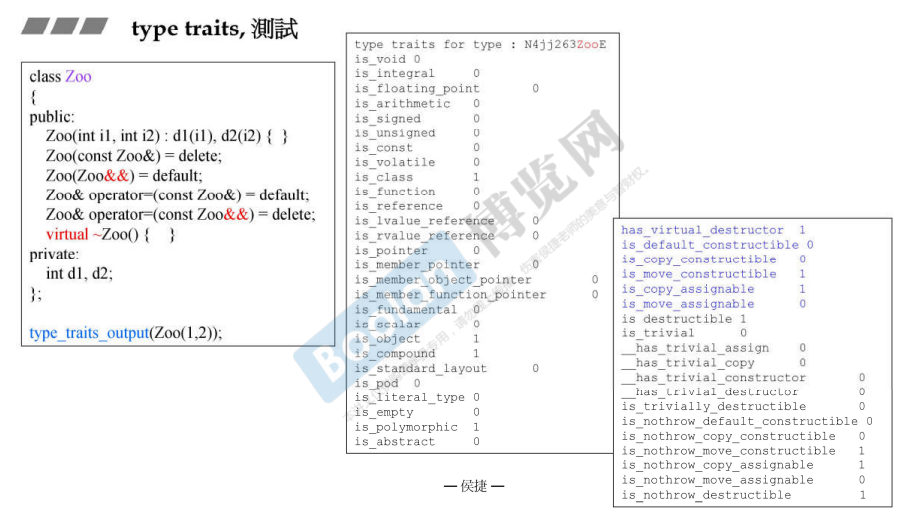 type traits, 測試
class Zoo
{
public:
Zoo(int i1, int i2) : d1(i1), d2(i2) { }
Zoo(const Zoo&) = delete;
Zoo(Zoo&&) = default;
Zoo& operator=(const Zoo&) = default;
Zoo& operator=(const Zoo&&) = delete;
virtual ~Zoo() { }
private:
int d1, d2;
};
type_traits_output(Zoo(1,2));
type traits for type : N4jj263ZooE
is_void 0
is_integral 0
is_floating_point 0
is_arithmetic 0
is_signed 0
is_unsigned 0
is_const 0
is_volatile 0
is_class 1
is_function 0
is_reference 0
is_lvalue_reference 0
is_rvalue_reference 0
is_pointer 0
is_member_pointer 0
is_member_object_pointer 0
is_member_function_pointer 0
is_fundamental 0
is_scalar 0
is_object 1
is_compound 1
is_standard_layout 0
is_pod 0
is_literal_type 0
is_empty 0
is_polymorphic 1
is_abstract 0
has_virtual_destructor 1
is_default_constructible 0
is_copy_constructible 0
is_move_constructible 1
is_copy_assignable 1
is_move_assignable 0
is_destructible 1
is_trivial 0
__has_trivial_assign 0
__has_trivial_copy 0
__has_trivial_constructor 0
__has_trivial_destructor 0
is_trivially_destructible 0
is_nothrow_default_constructible 0
is_nothrow_copy_constructible 0
is_nothrow_move_constructible 1
is_nothrow_copy_assignable 1
is_nothrow_move_assignable 0
is_nothrow_destructible 1
— 侯捷 —
Boolan
博览网